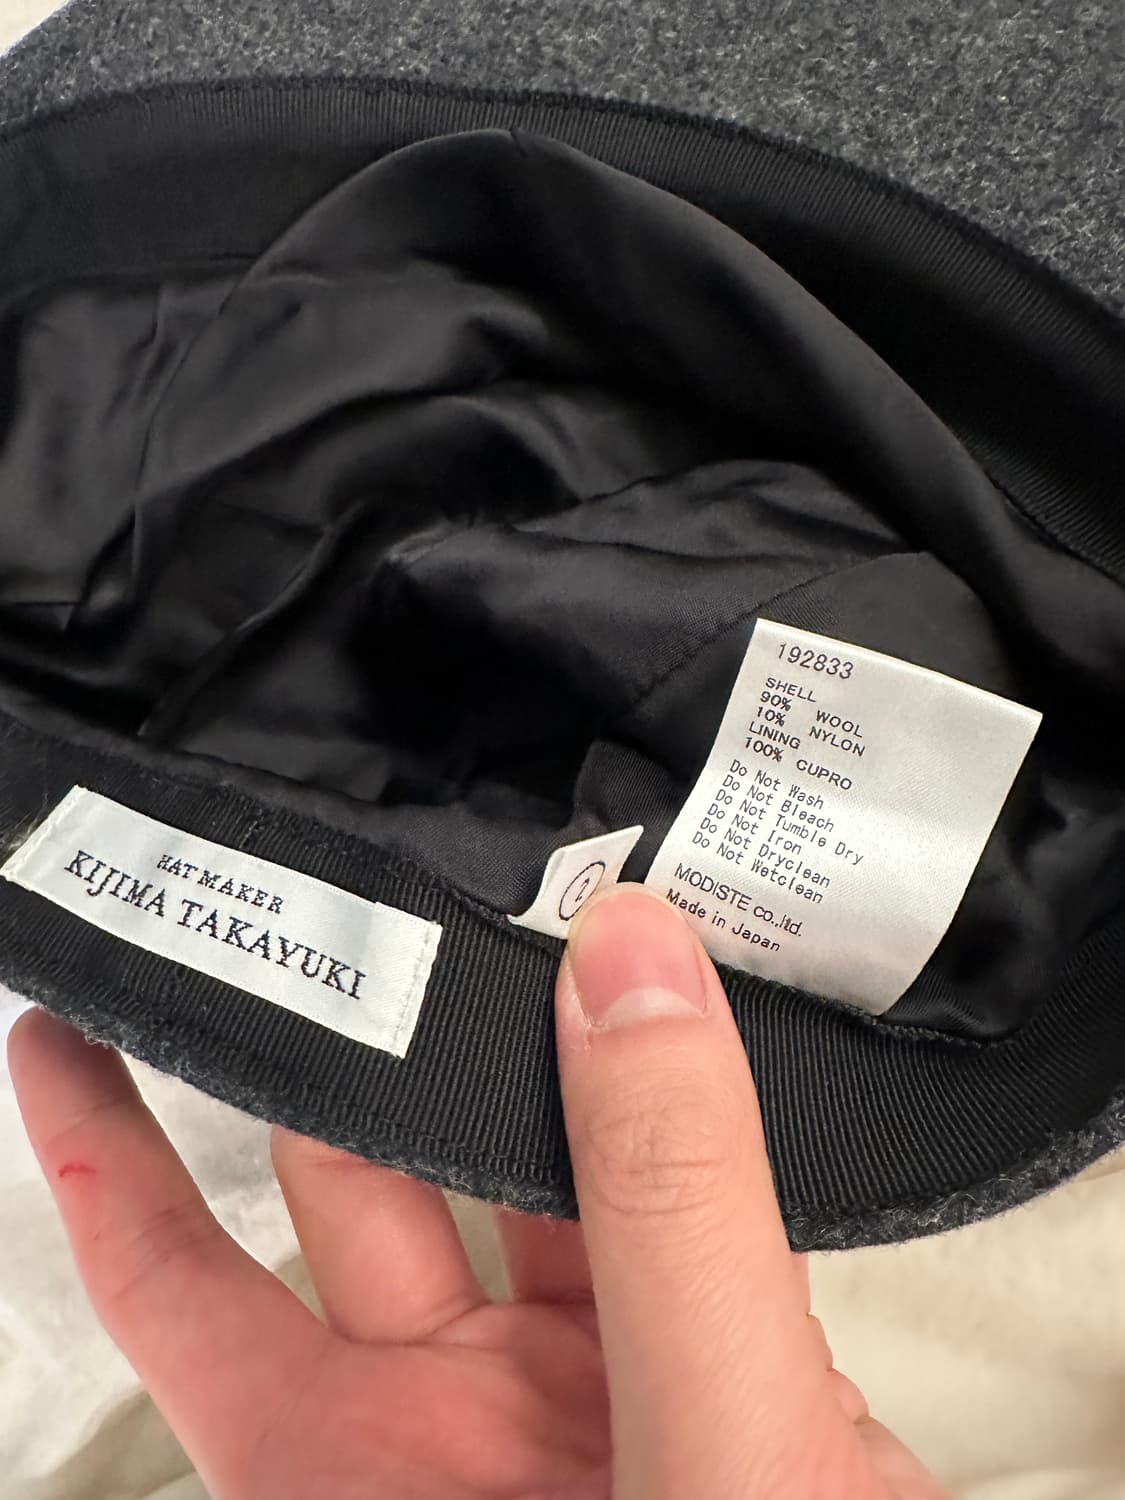 HAT MAKER
KIJIMA TAKAYUKI
2
192833
SHELL
90% WOOL
10% NYLON
LINING
100% CUPRO
Do Not Wash
Do Not Bleach
Do Not Tumble Dry
Do Not Iron
Do Not Dryclean
Do Not Wetclean
MODISTE co.,ltd.
Made in Japan